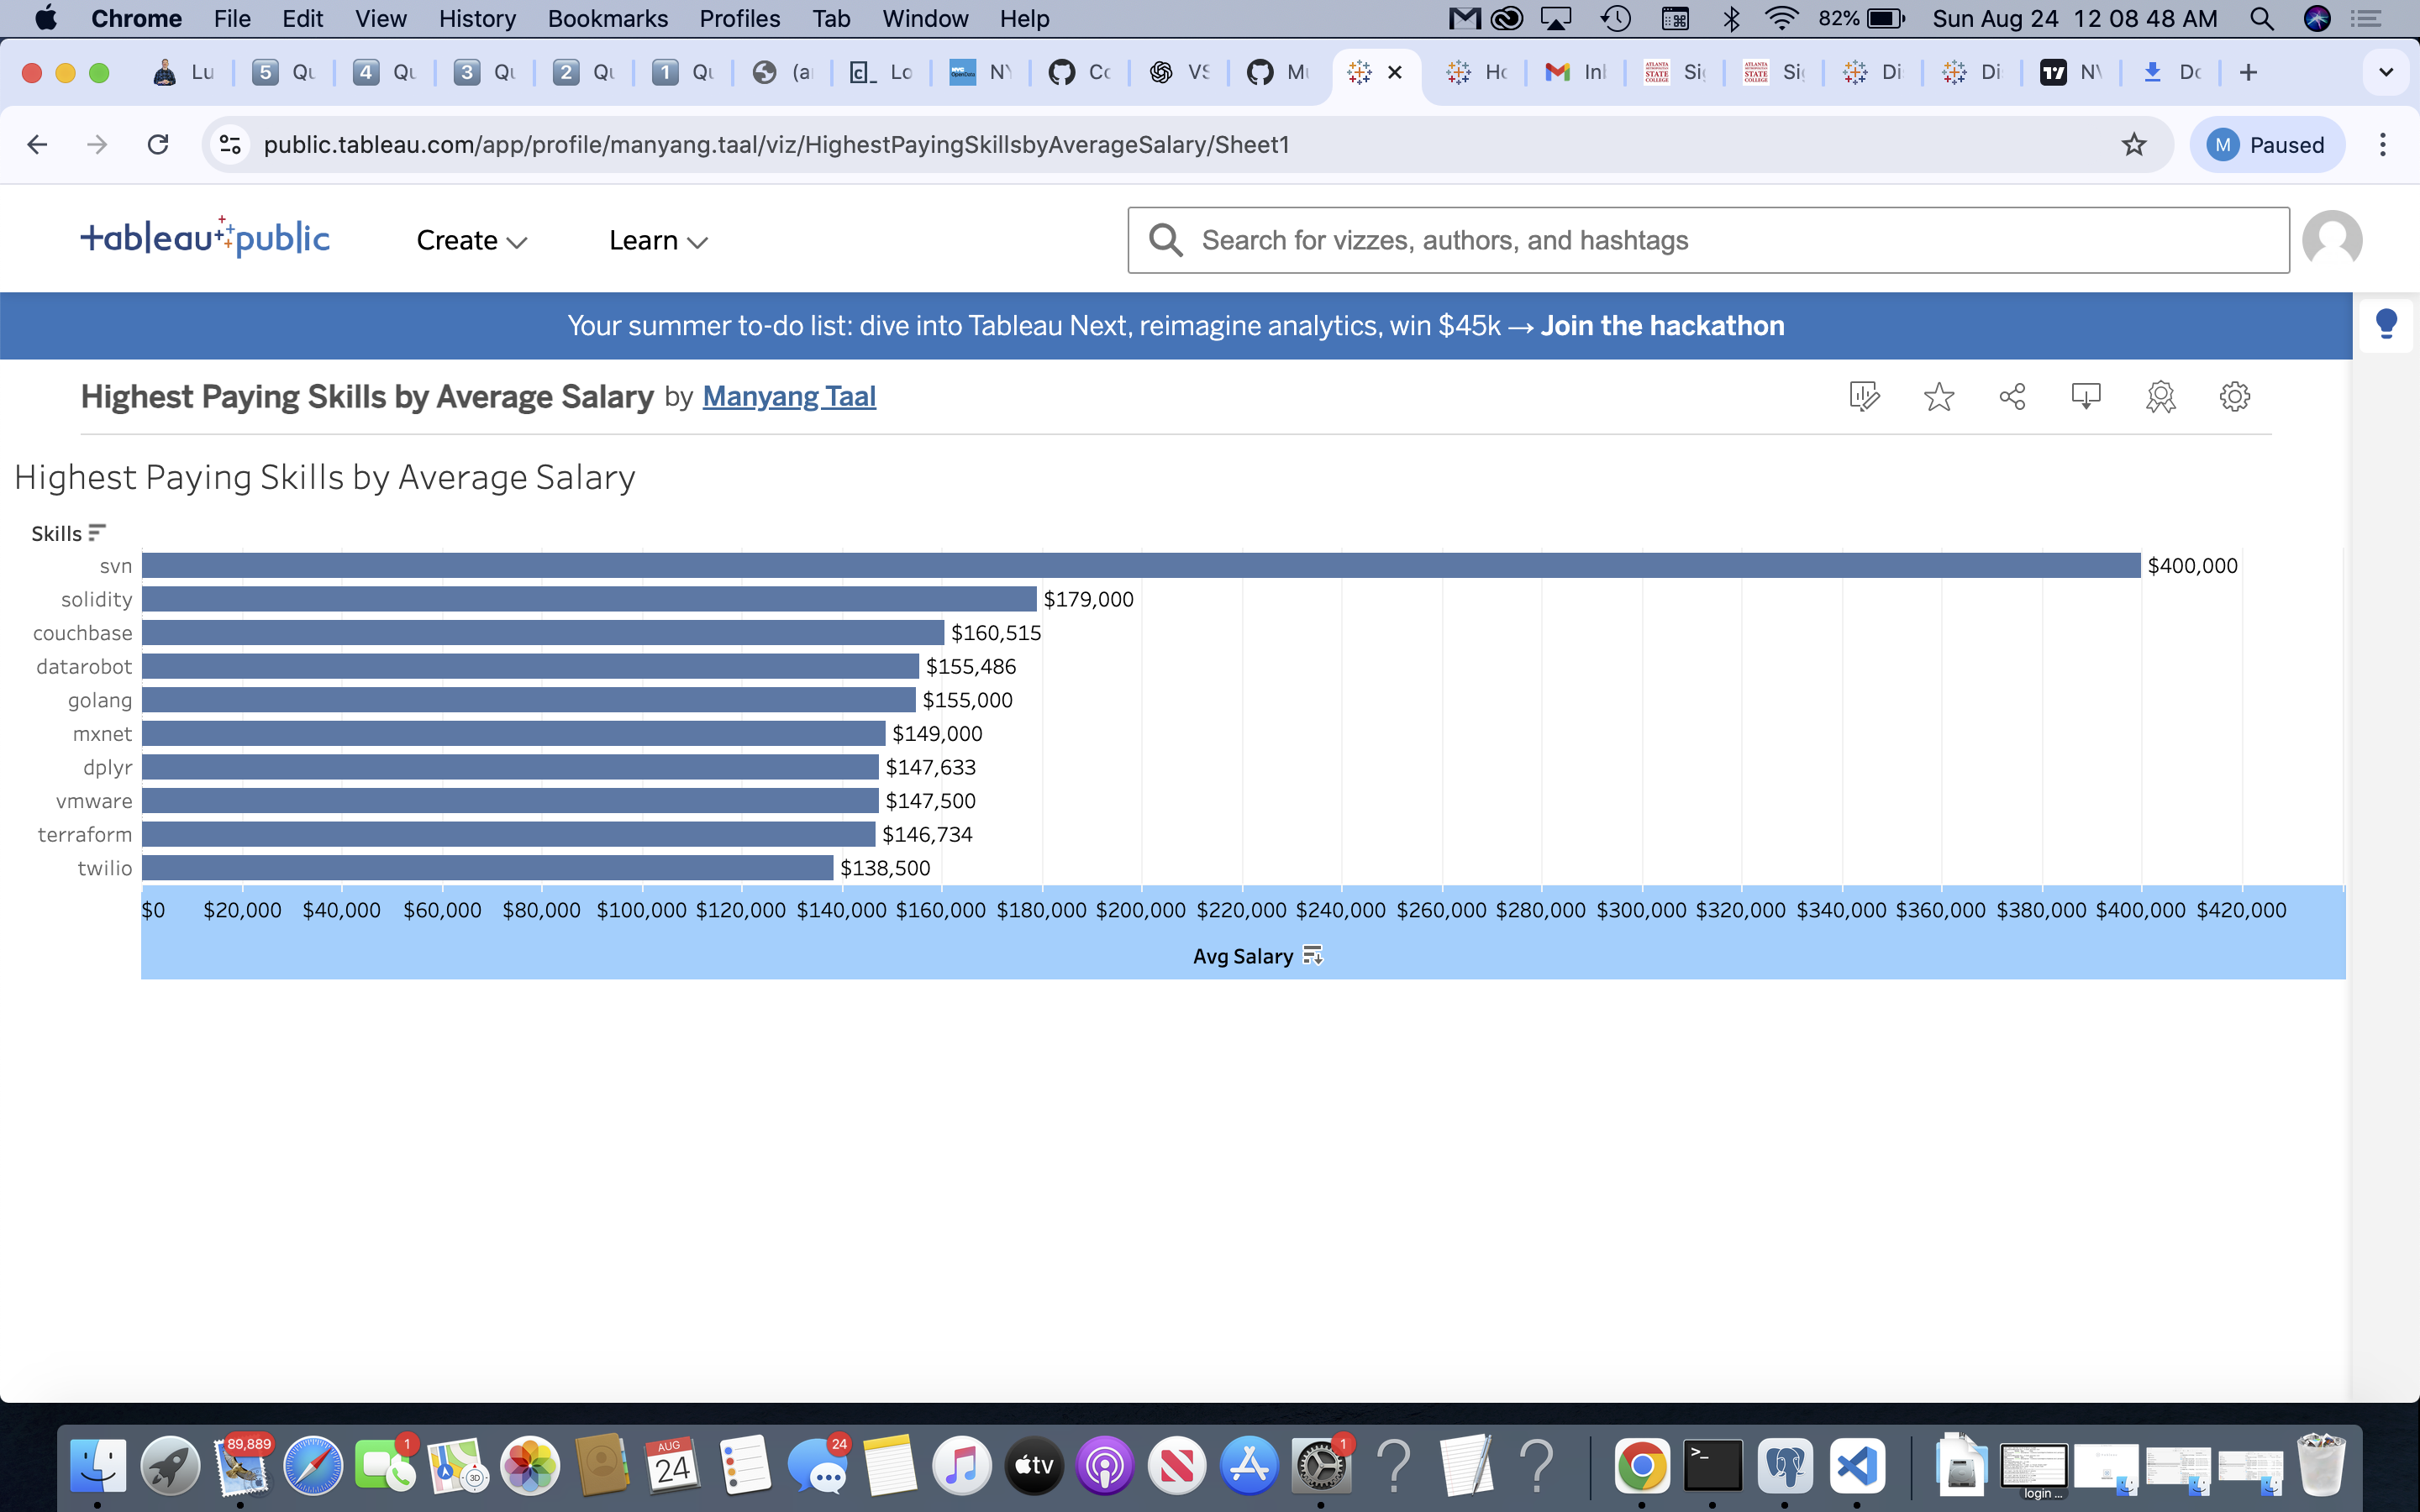 Chrome File Edit View History Bookmarks Profiles Tab Window Help 82% Sun Aug 24 12 08 48 AM
Lu 5 Qu 4 Qu 3 Qu 2 Qu 1 Qu (a Lo NY Co VS Mu Ho Inl Si Si Di Di NV Do
public.tableau.com/app/profile/manyang.taal/viz/HighestPayingSkillsbyAverageSalary/Sheet1 M Paused
tableau public Create Learn Search for vizzes, authors, and hashtags
Your summer to-do list: dive into Tableau Next, reimagine analytics, win $45k → Join the hackathon
Highest Paying Skills by Average Salary by Manyang Taal
Highest Paying Skills by Average Salary
Skills
svn $400,000
solidity $179,000
couchbase $160,515
datarobot $155,486
golang $155,000
mxnet $149,000
dplyr $147,633
vmware $147,500
terraform $146,734
twilio $138,500
$0 $20,000 $40,000 $60,000 $80,000 $100,000 $120,000 $140,000 $160,000 $180,000 $200,000 $220,000 $240,000 $260,000 $280,000 $300,000 $320,000 $340,000 $360,000 $380,000 $400,000 $420,000
Avg Salary
89,889 1 3D AUG 24 24 tv 1 >_ login ...